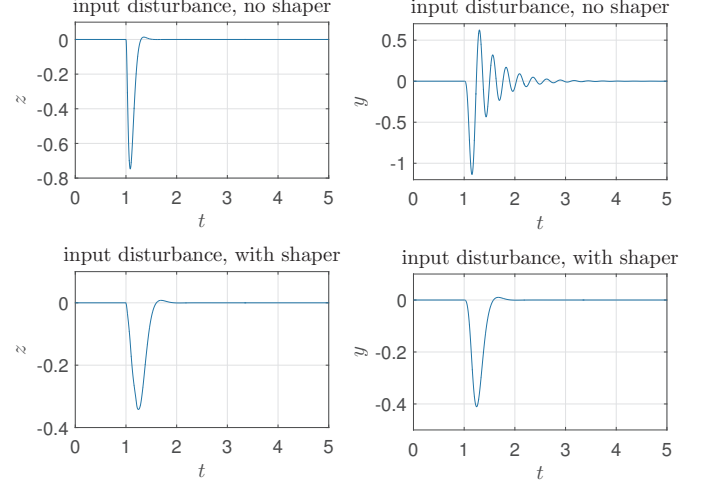 input disturbance, no shaper
0
-0.2
-0.4
-0.6
-0.8
z
0 1 2 3 4 5
t
input disturbance, no shaper
0.5
0
-0.5
-1
y
0 1 2 3 4 5
t
input disturbance, with shaper
0
-0.2
-0.4
z
0 1 2 3 4 5
t
input disturbance, with shaper
0
-0.2
-0.4
y
0 1 2 3 4 5
t